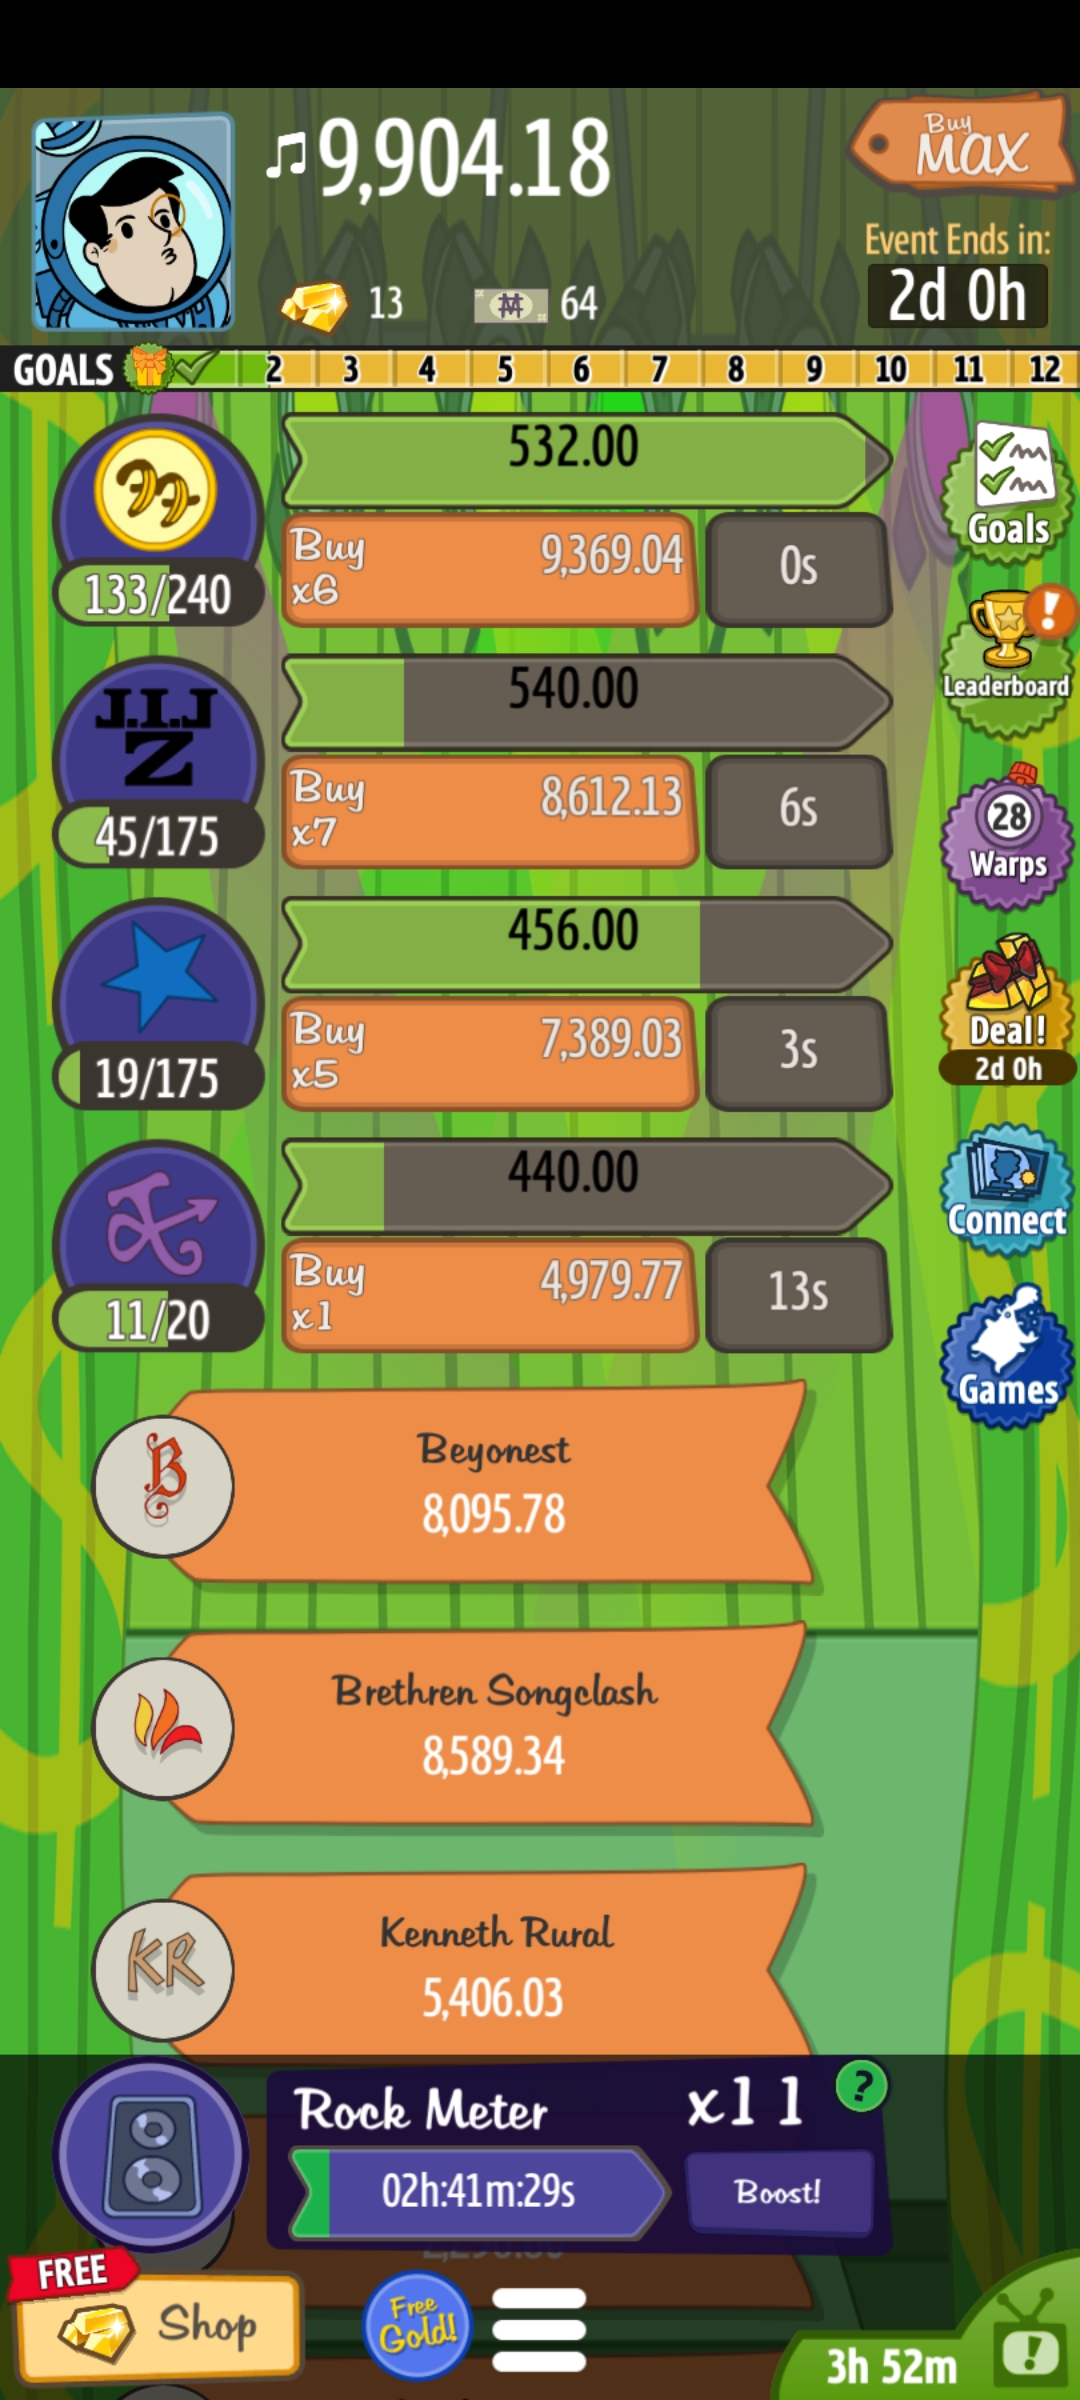 9,904.18
Buy
MAX
Event Ends in:
2d 0h
13
64
GOALS 2 3 4 5 6 7 8 9 10 11 12
532.00
Buy
x6
9,369.04
0s
133/240
Goals
J.I.J
Z
540.00
Buy
x7
8,612.13
6s
45/175
Leaderboard
!
456.00
Buy
x5
7,389.03
3s
19/175
28
Warps
Deal!
2d 0h
440.00
Buy
x1
4,979.77
13s
11/20
Connect
Games
B
Beyonest
8,095.78
Brethren Songclash
8,589.34
KR
Kenneth Rural
5,406.03
Rock Meter
x11
?
02h:41m:29s
Boost!
FREE
Shop
Free
Gold!
3h 52m
!